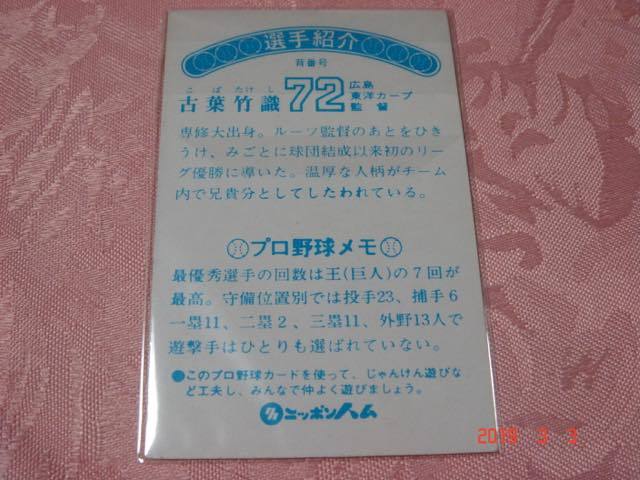 選手紹介
背番号
こ ば たけ し
古葉竹識 72 広島
東洋カープ
監督
専修大出身。ルーツ監督のあとをひき
うけ、みごとに球団結成以来初のリー
グ優勝に導いた。温厚な人柄がチーム
内で兄貴分としてしたわれている。
プロ野球メモ
最優秀選手の回数は王(巨人)の7回が
最高。守備位置別では投手23、捕手6
一塁11、二塁2、三塁11、外野13人で
遊撃手はひとりも選ばれていない。
●このプロ野球カードを使って、じゃんけん遊びな
ど工夫し、みんなで仲よく遊びましょう。
ニッポンハム
2019 3 3